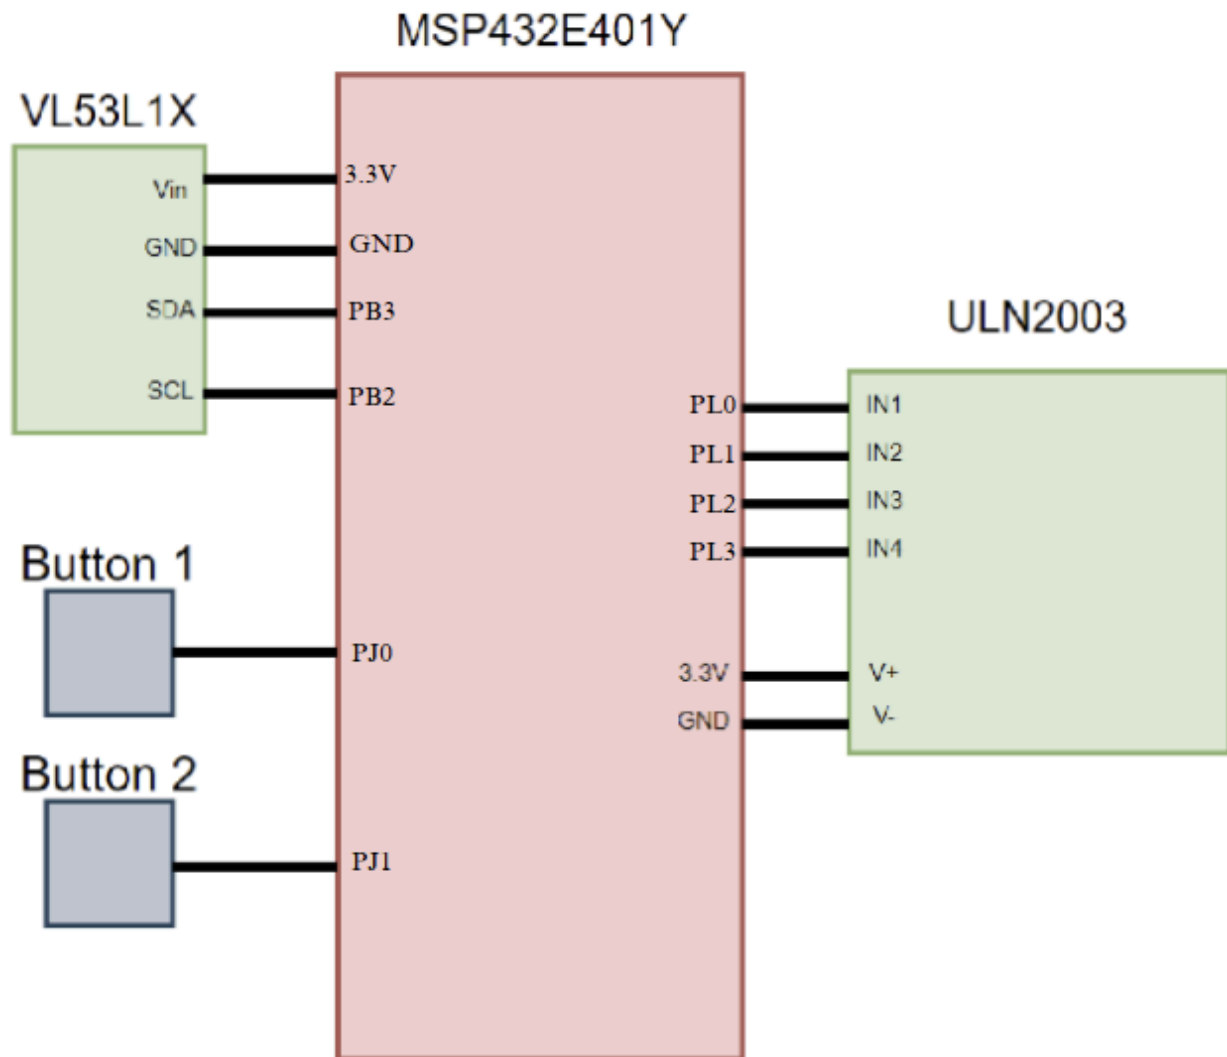 MSP432E401Y
VL53L1X
Vin
GND
SDA
SCL
3.3V
GND
PB3
PB2
Button 1
PJ0
Button 2
PJ1
ULN2003
PL0
PL1
PL2
PL3
3.3V
GND
IN1
IN2
IN3
IN4
V+
V-